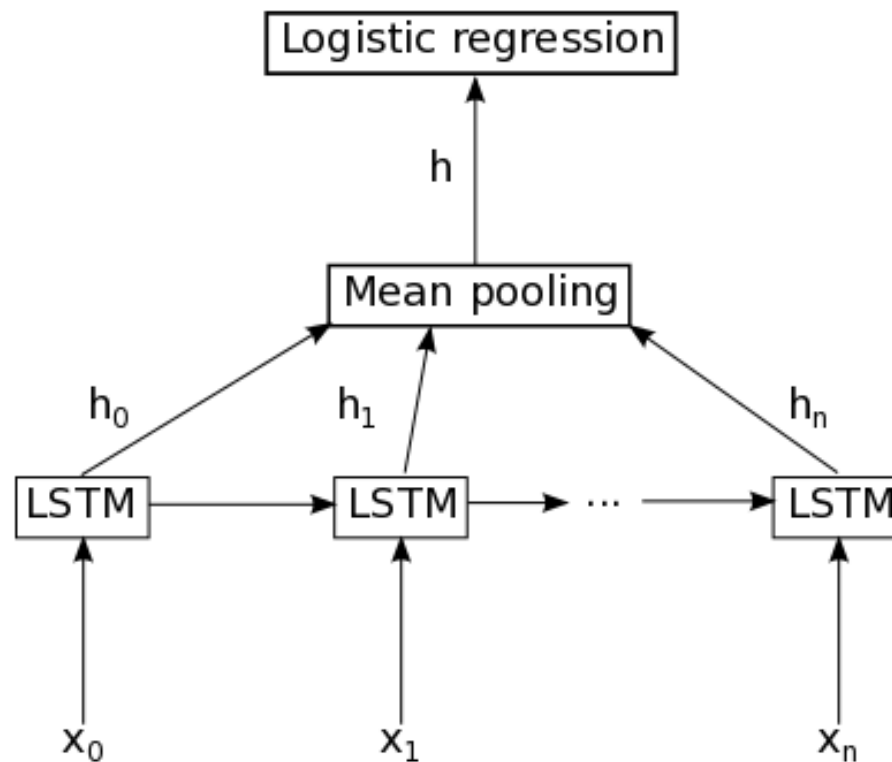 Logistic regression
h
Mean pooling
h₀ h₁ hₙ
LSTM LSTM ... LSTM
x₀ x₁ xₙ